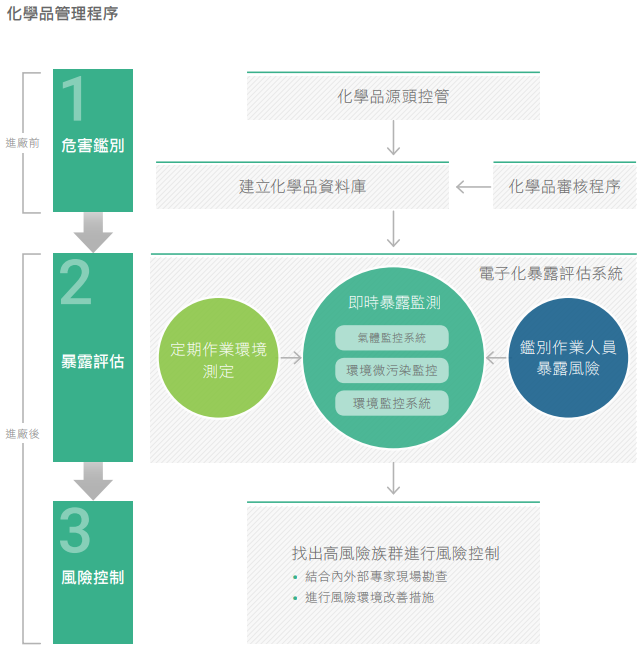 化學品管理程序
進廠前
1
危害鑑別
化學品源頭控管
建立化學品資料庫
化學品審核程序
進廠後
2
暴露評估
電子化暴露評估系統
定期作業環境
測定
即時暴露監測
氣體監控系統
環境微污染監控
環境監控系統
鑑別作業人員
暴露風險
3
風險控制
找出高風險族群進行風險控制
• 結合內外部專家現場勘查
• 進行風險環境改善措施